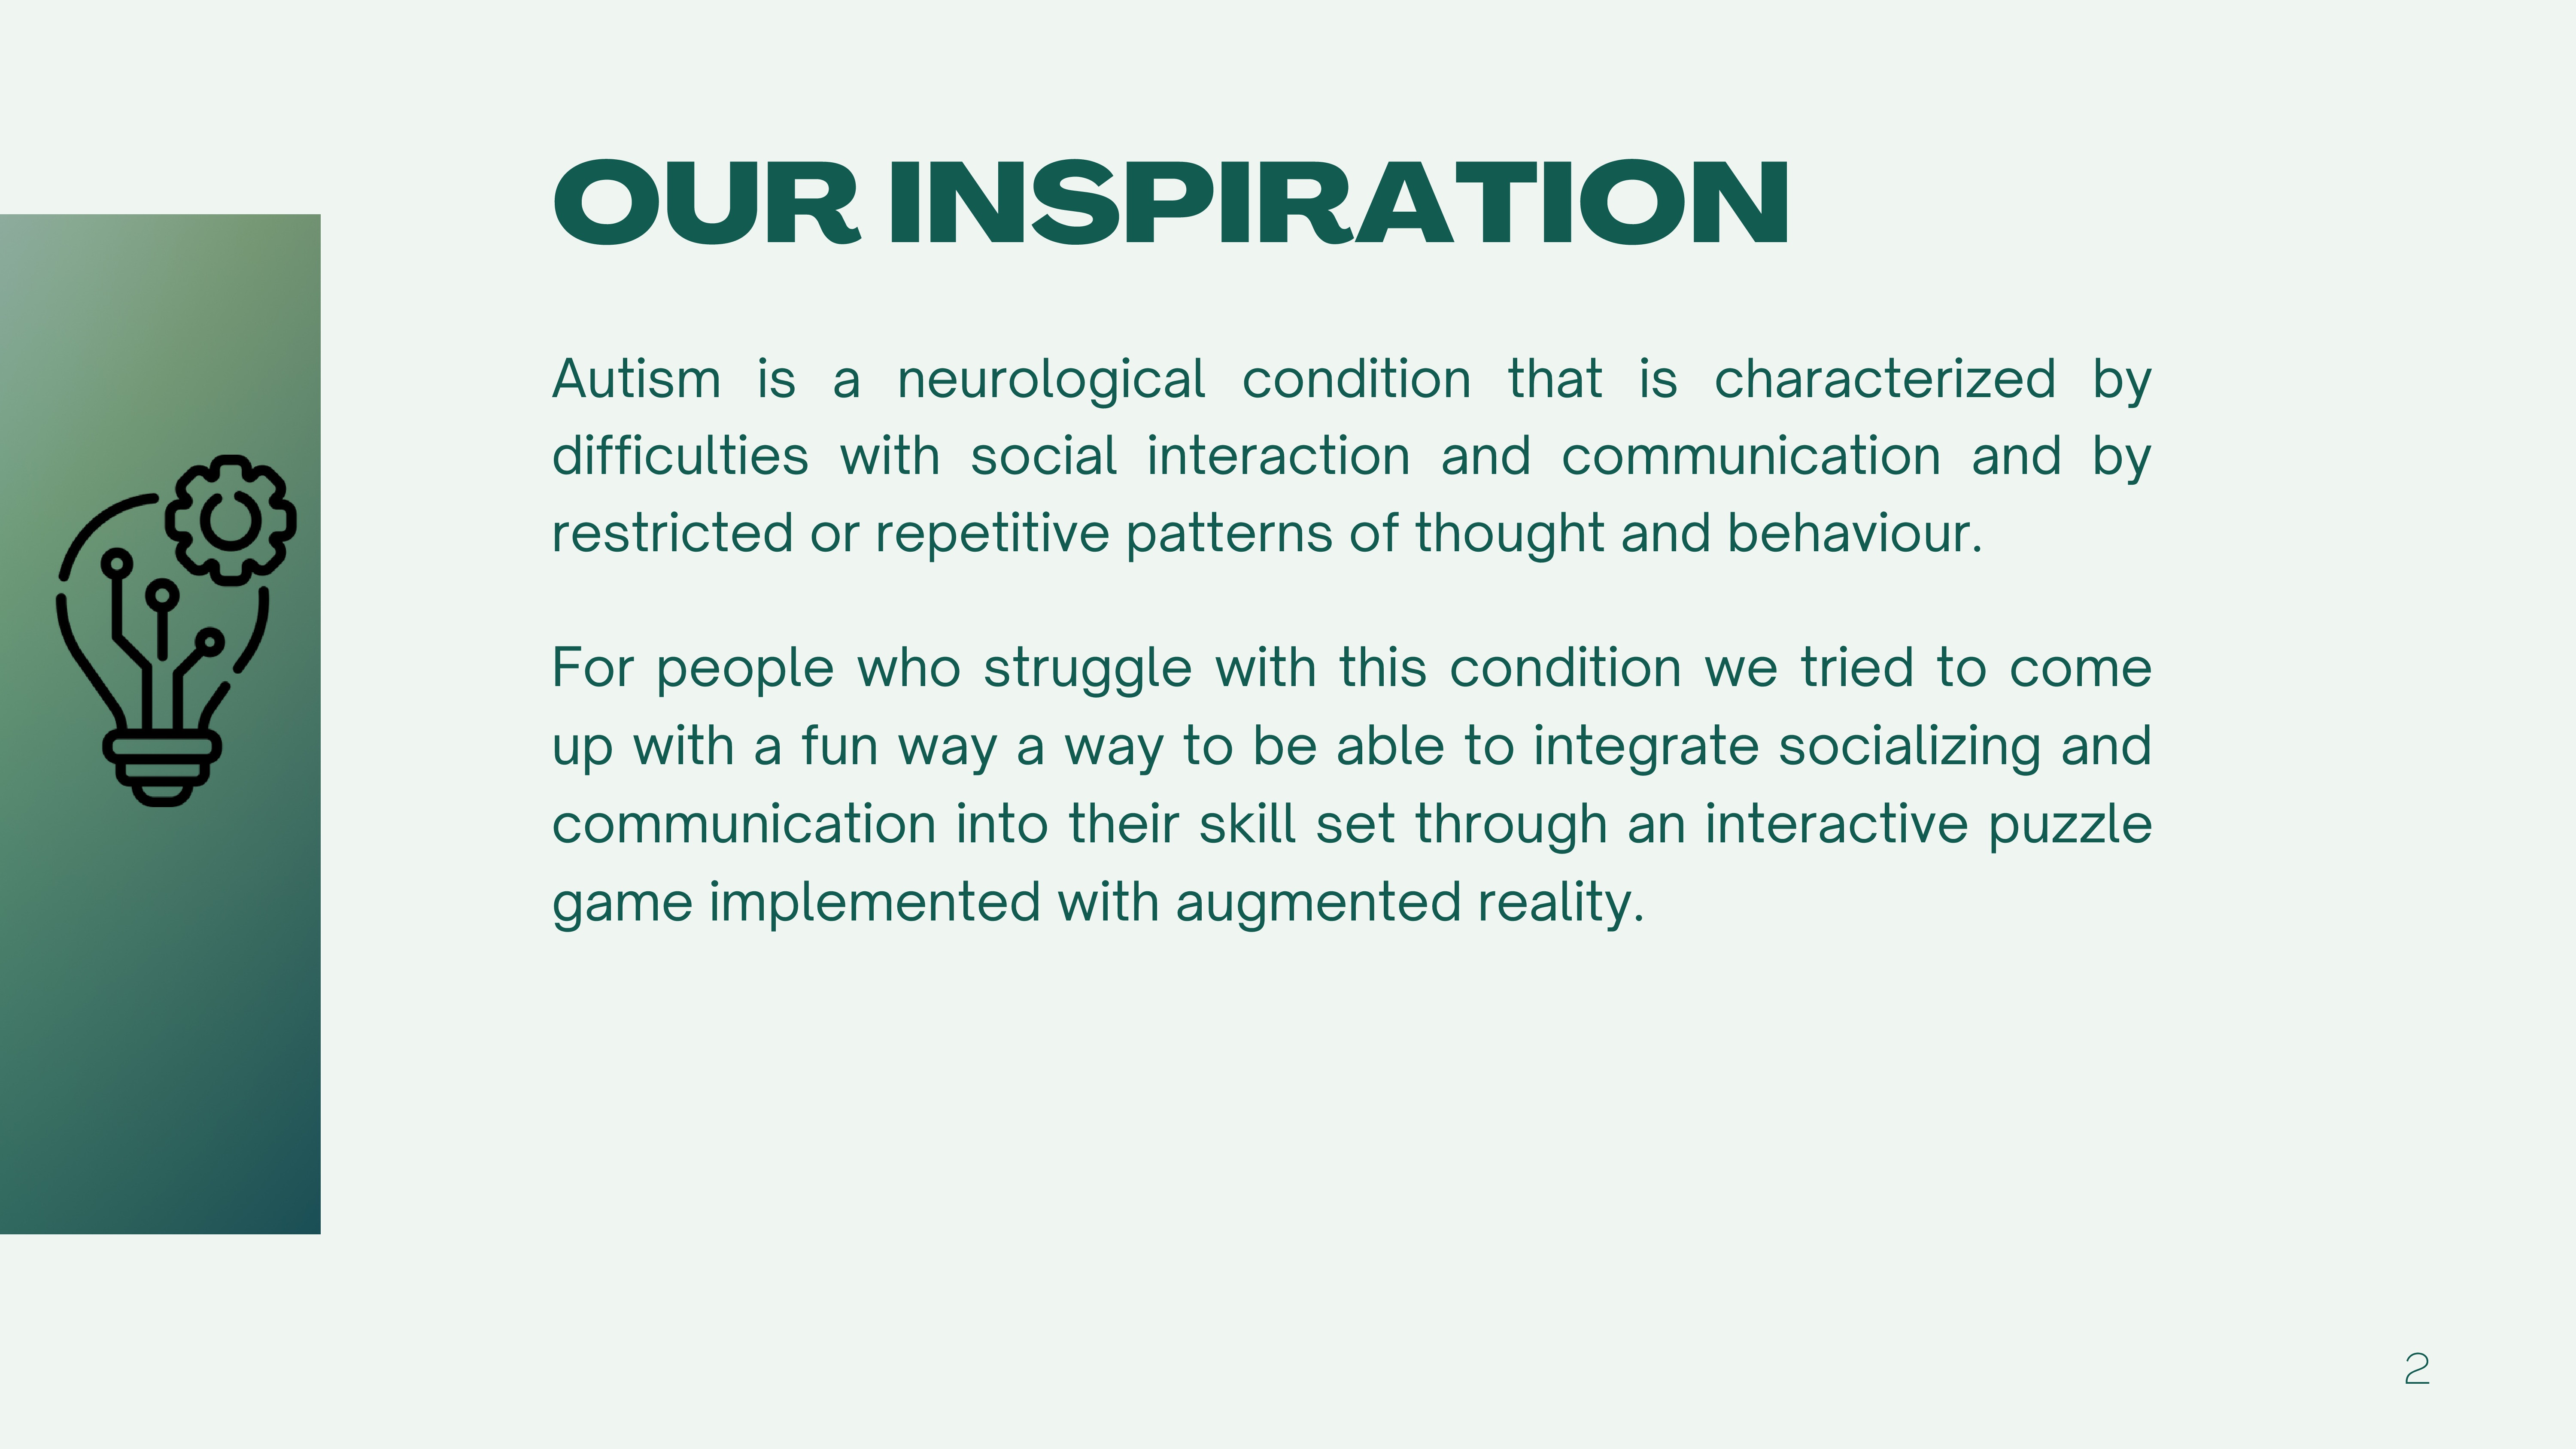 OUR INSPIRATION
Autism is a neurological condition that is characterized by
difficulties with social interaction and communication and by
restricted or repetitive patterns of thought and behaviour.
For people who struggle with this condition we tried to come
up with a fun way a way to be able to integrate socializing and
communication into their skill set through an interactive puzzle
game implemented with augmented reality.
2